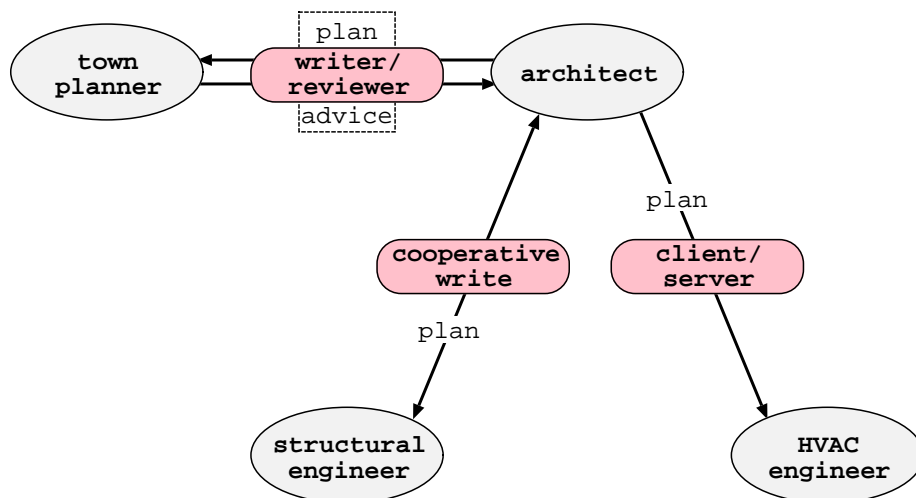 plan
town
planner
writer/
reviewer
architect
advice
plan
cooperative
write
client/
server
plan
structural
engineer
HVAC
engineer